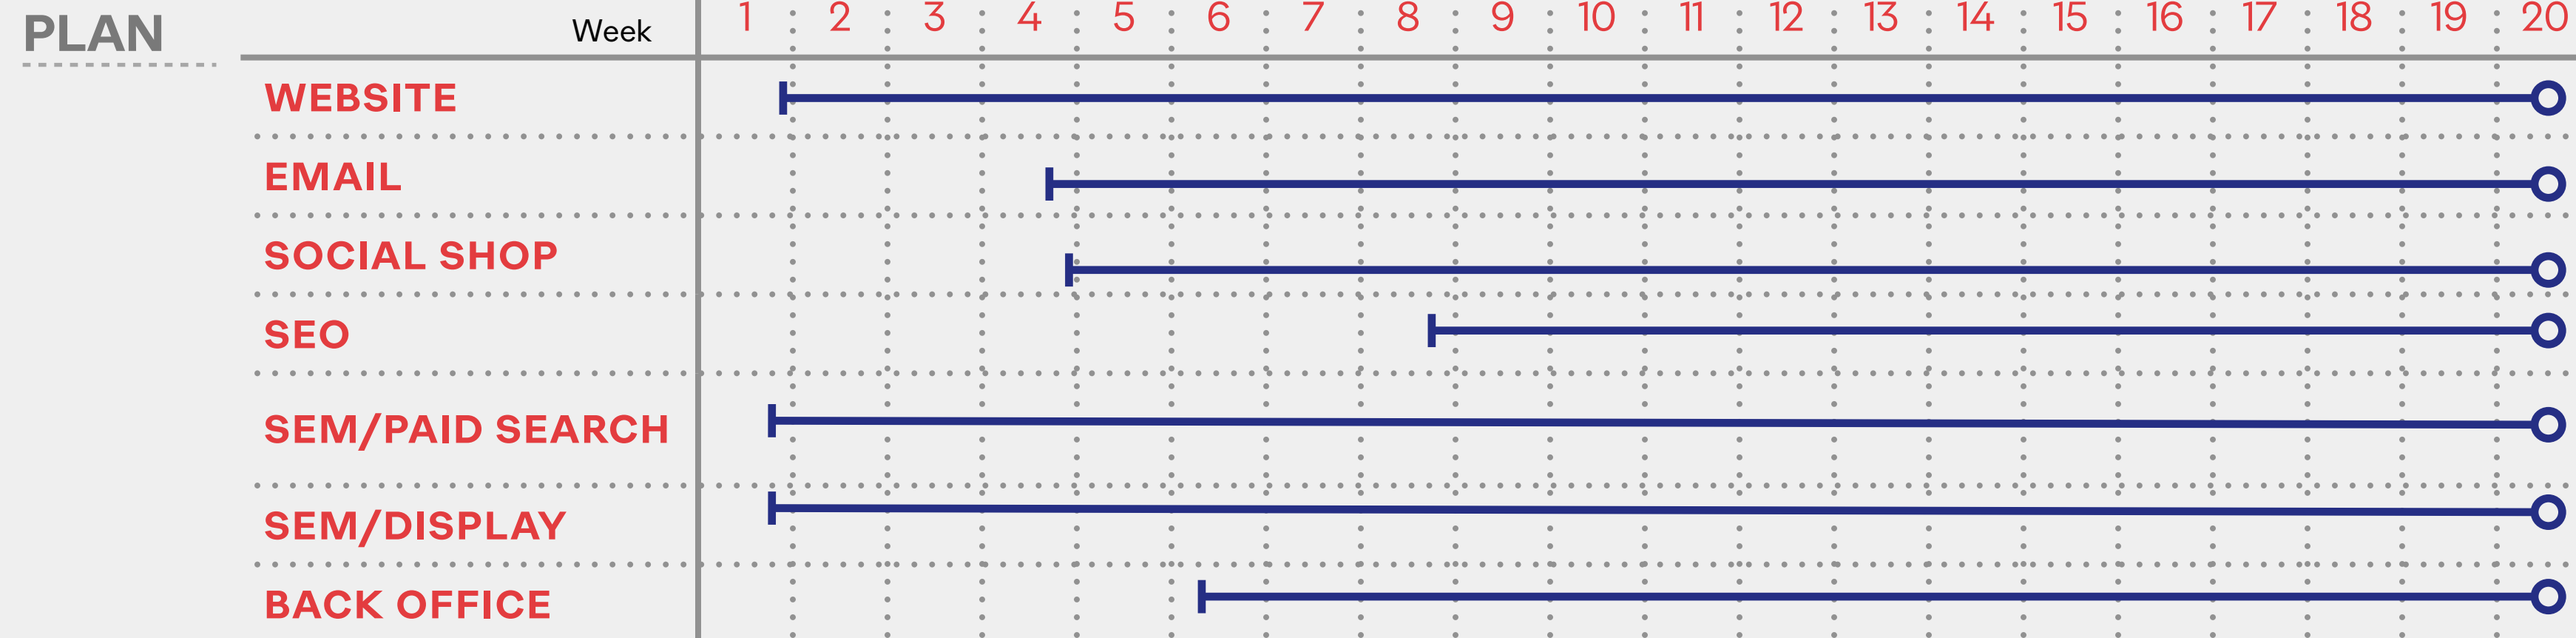 PLAN
Week 1 2 3 4 5 6 7 8 9 10 11 12 13 14 15 16 17 18 19 20
WEBSITE
EMAIL
SOCIAL SHOP
SEO
SEM/PAID SEARCH
SEM/DISPLAY
BACK OFFICE